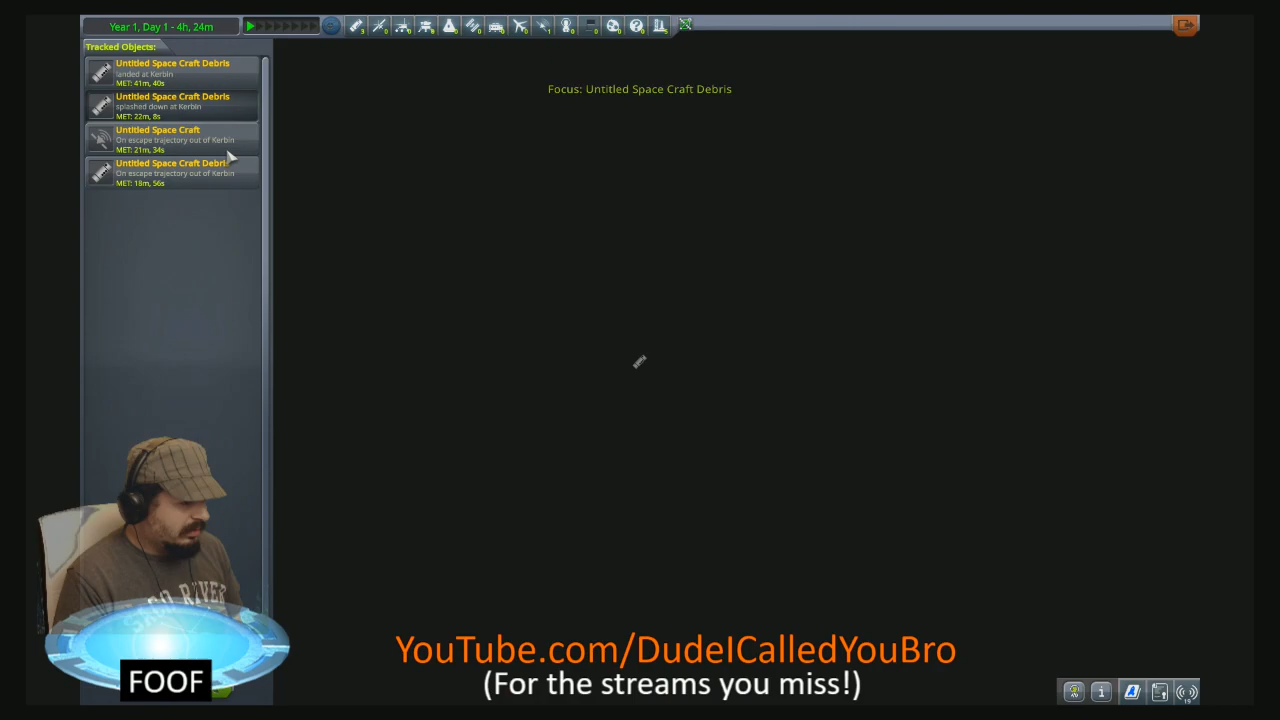 Year 1, Day 1 - 4h, 24m
Tracked Objects:
Untitled Space Craft Debris
landed at Kerbin
MET: 41m, 40s
Untitled Space Craft Debris
splashed down at Kerbin
MET: 22m, 8s
Untitled Space Craft
On escape trajectory out of Kerbin
MET: 21m, 34s
Untitled Space Craft Debri
On escape trajectory out of Kerbin
MET: 18m, 56s
Focus: Untitled Space Craft Debris
SACO RIVER
FOOF
YouTube.com/DudeICalledYouBro
(For the streams you miss!)